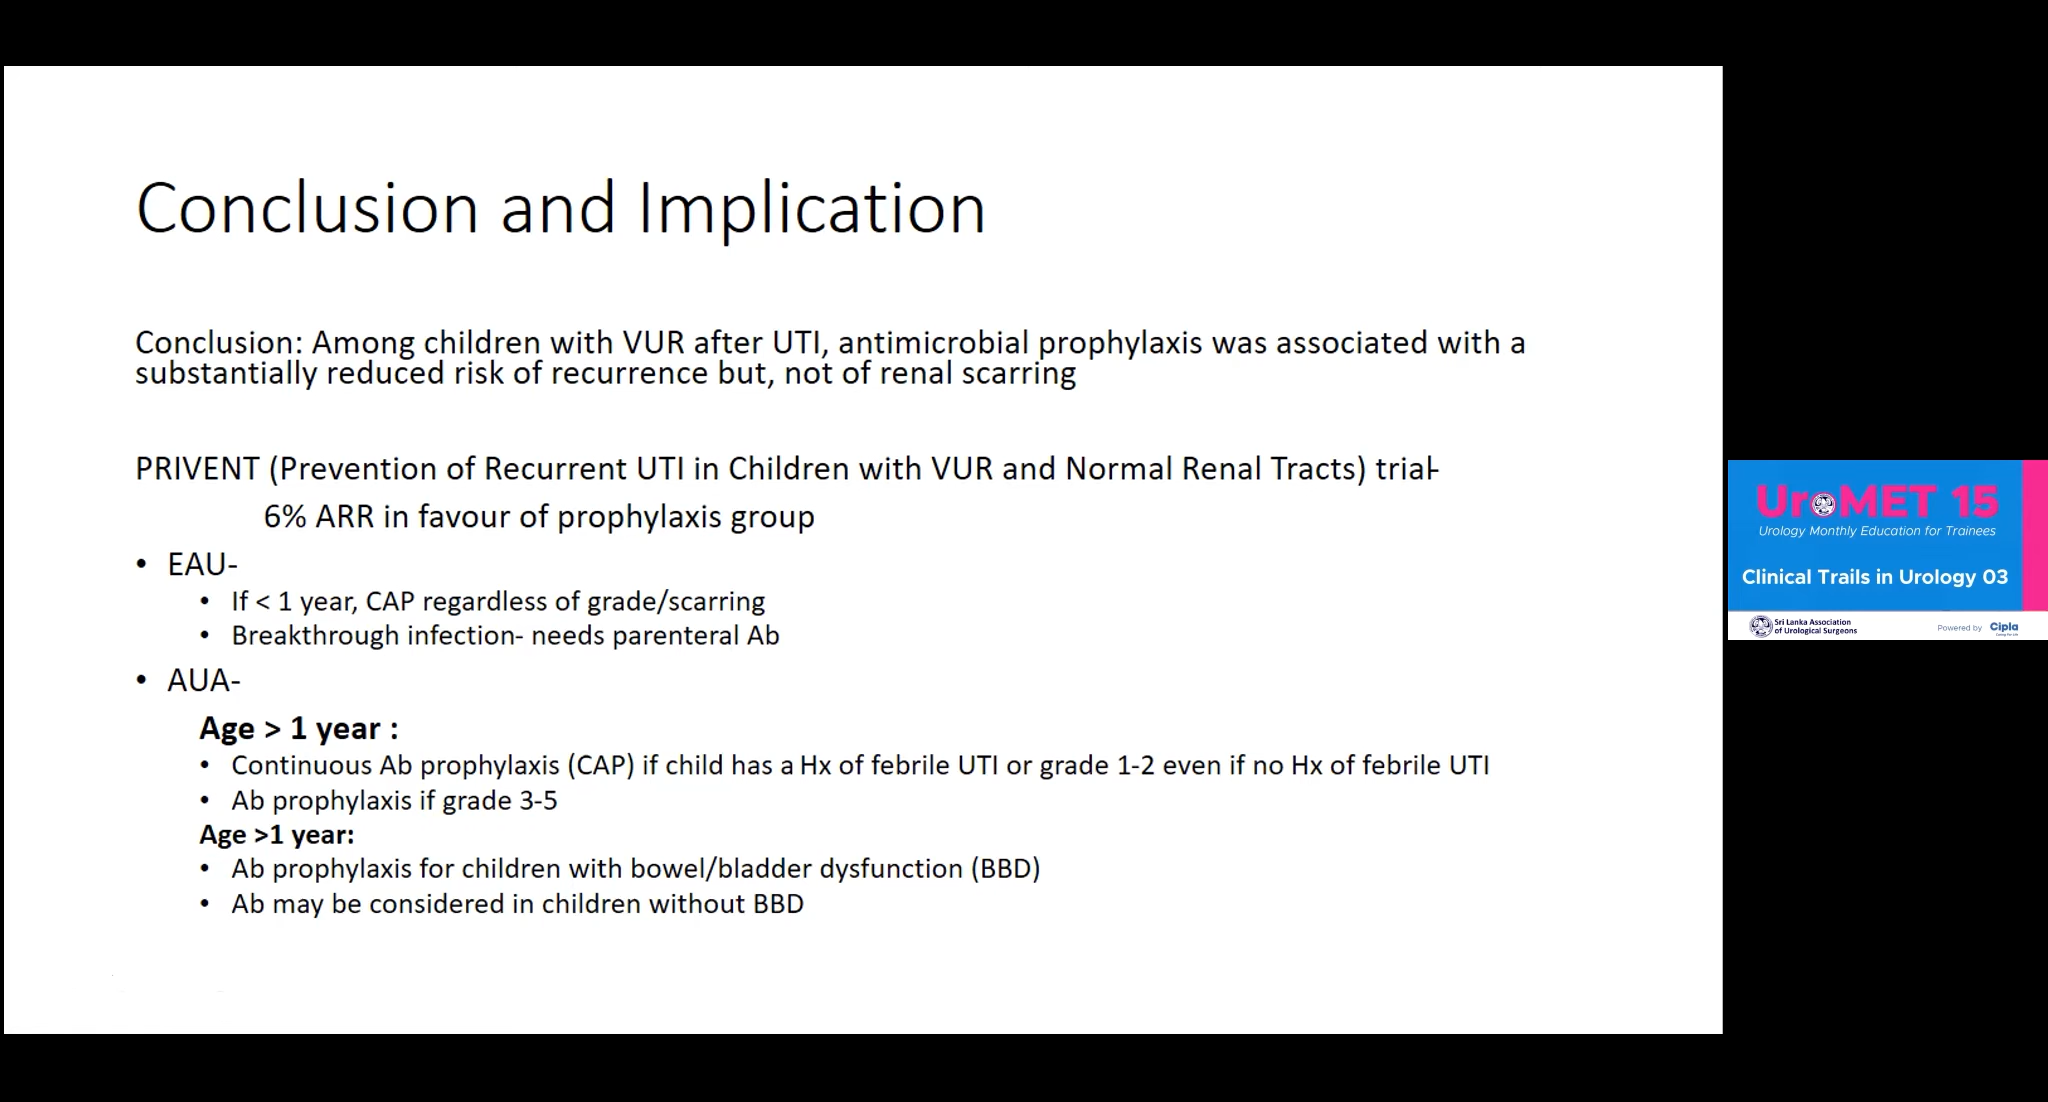 Conclusion and Implication
Conclusion: Among children with VUR after UTI, antimicrobial prophylaxis was associated with a
substantially reduced risk of recurrence but, not of renal scarring
PRIVENT (Prevention of Recurrent UTI in Children with VUR and Normal Renal Tracts) trial-
6% ARR in favour of prophylaxis group
• EAU-
• If < 1 year, CAP regardless of grade/scarring
• Breakthrough infection- needs parenteral Ab
• AUA-
Age > 1 year :
• Continuous Ab prophylaxis (CAP) if child has a Hx of febrile UTI or grade 1-2 even if no Hx of febrile UTI
• Ab prophylaxis if grade 3-5
Age >1 year:
• Ab prophylaxis for children with bowel/bladder dysfunction (BBD)
• Ab may be considered in children without BBD
UroMET 15
Urology Monthly Education for Trainees
Clinical Trails in Urology 03
Sri Lanka Association
of Urological Surgeons
Powered by Cipla
Caring for Life